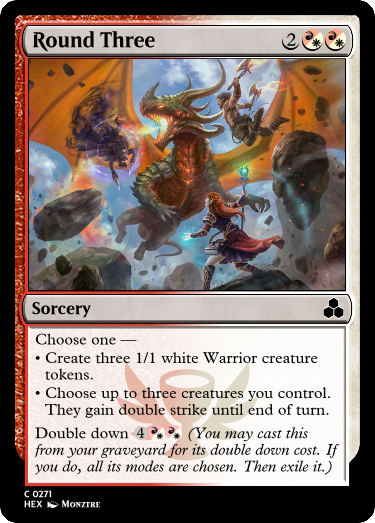 Round Three 2
Sorcery
Choose one —
• Create three 1/1 white Warrior creature
tokens.
• Choose up to three creatures you control.
They gain double strike until end of turn.
Double down 4 (You may cast this
from your graveyard for its double down cost. If
you do, all its modes are chosen. Then exile it.)
C 0271
HEX Monztre